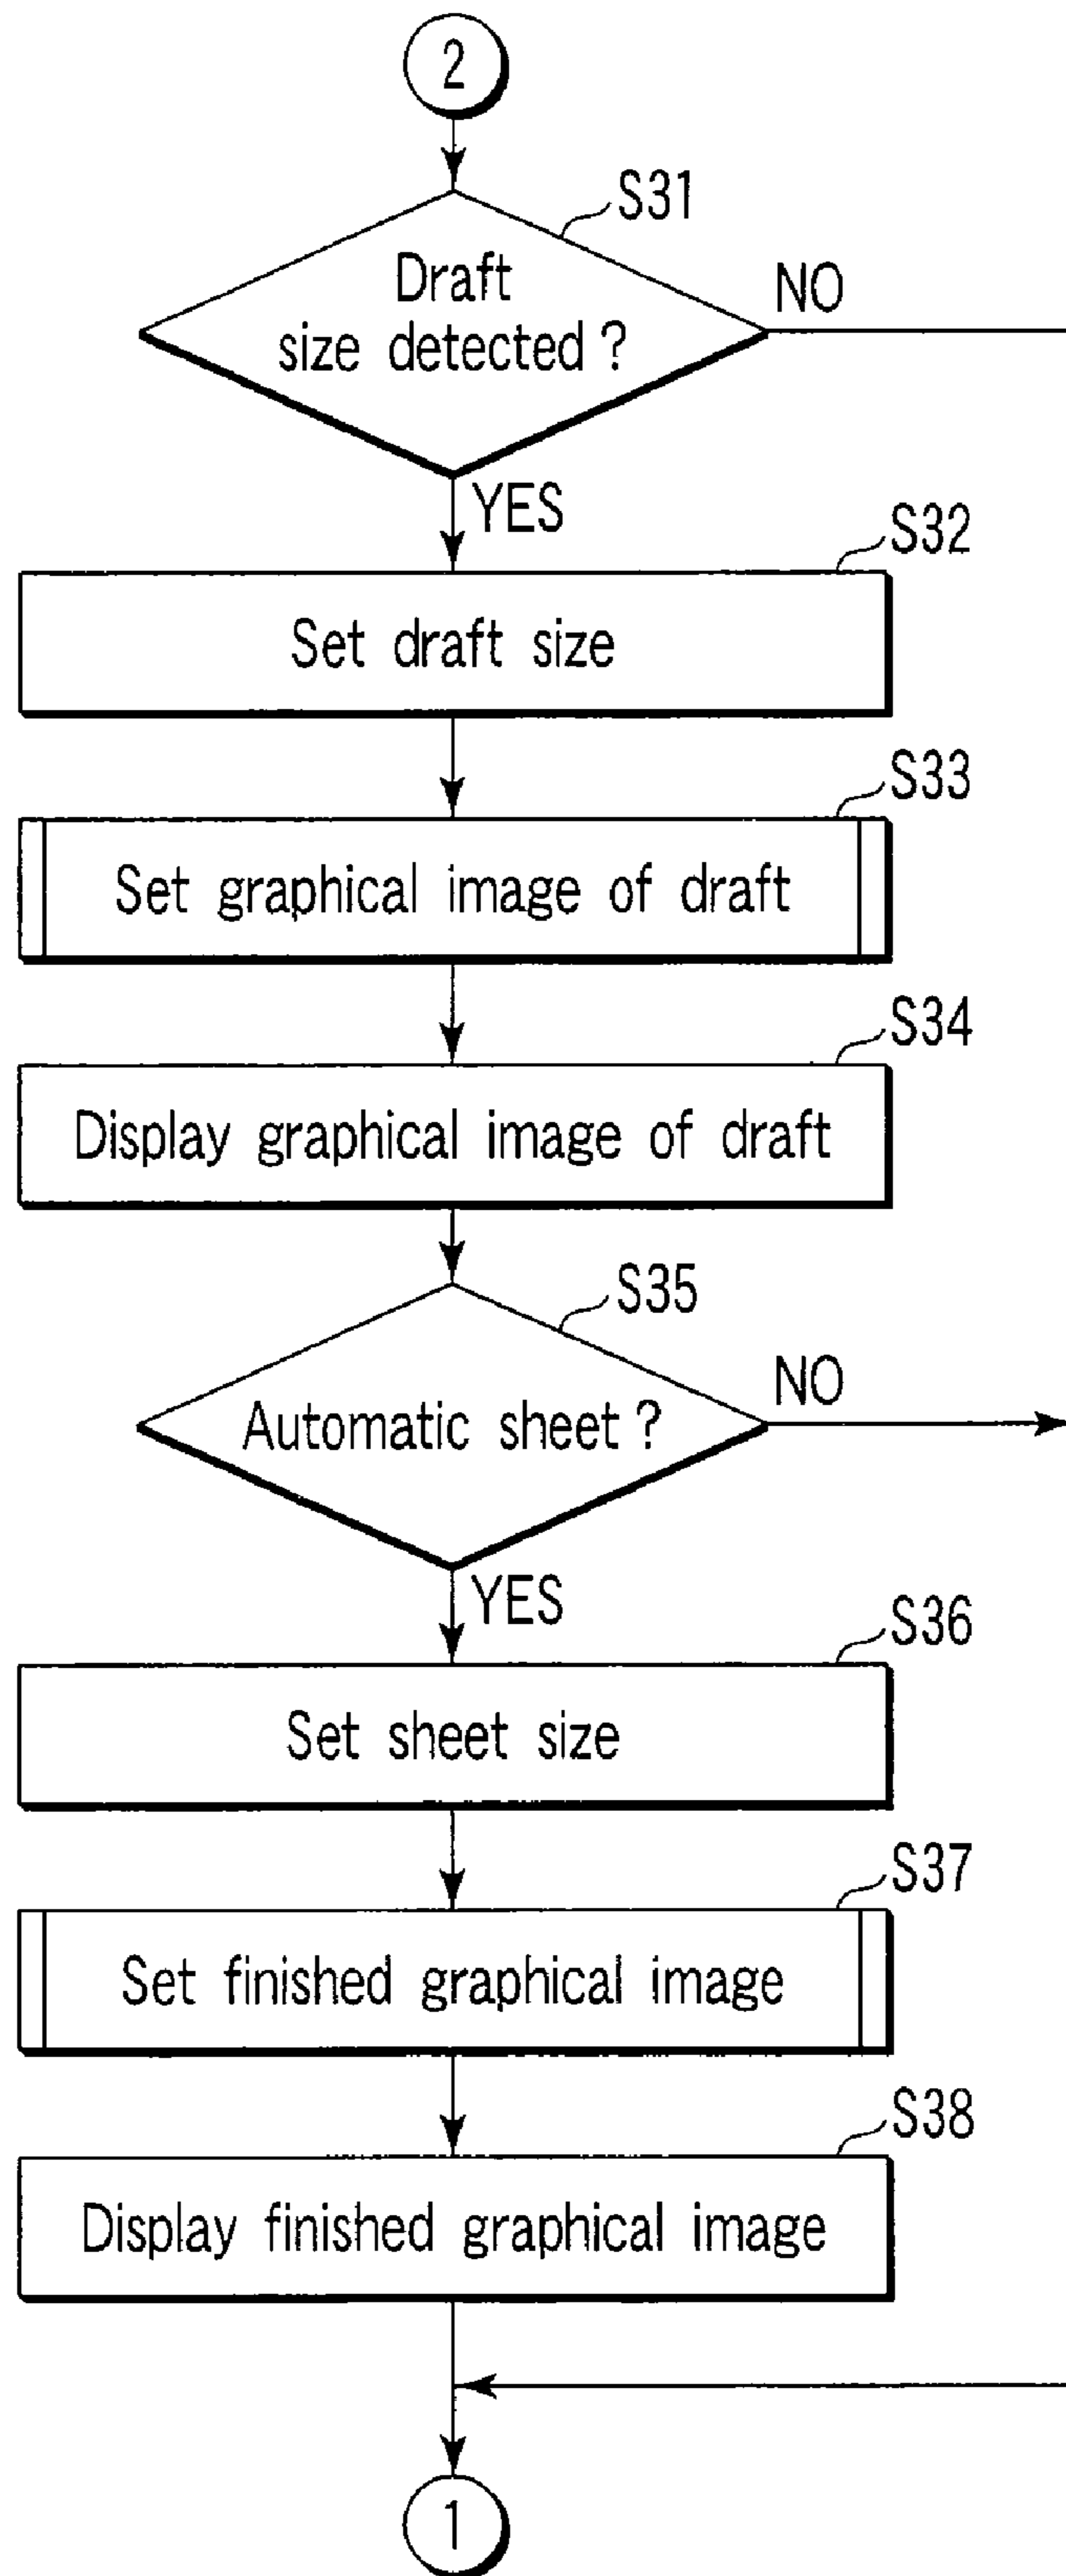 2
S31
Draft
size detected ?
NO
YES
S32
Set draft size
S33
Set graphical image of draft
S34
Display graphical image of draft
S35
Automatic sheet ?
NO
YES
S36
Set sheet size
S37
Set finished graphical image
S38
Display finished graphical image
1